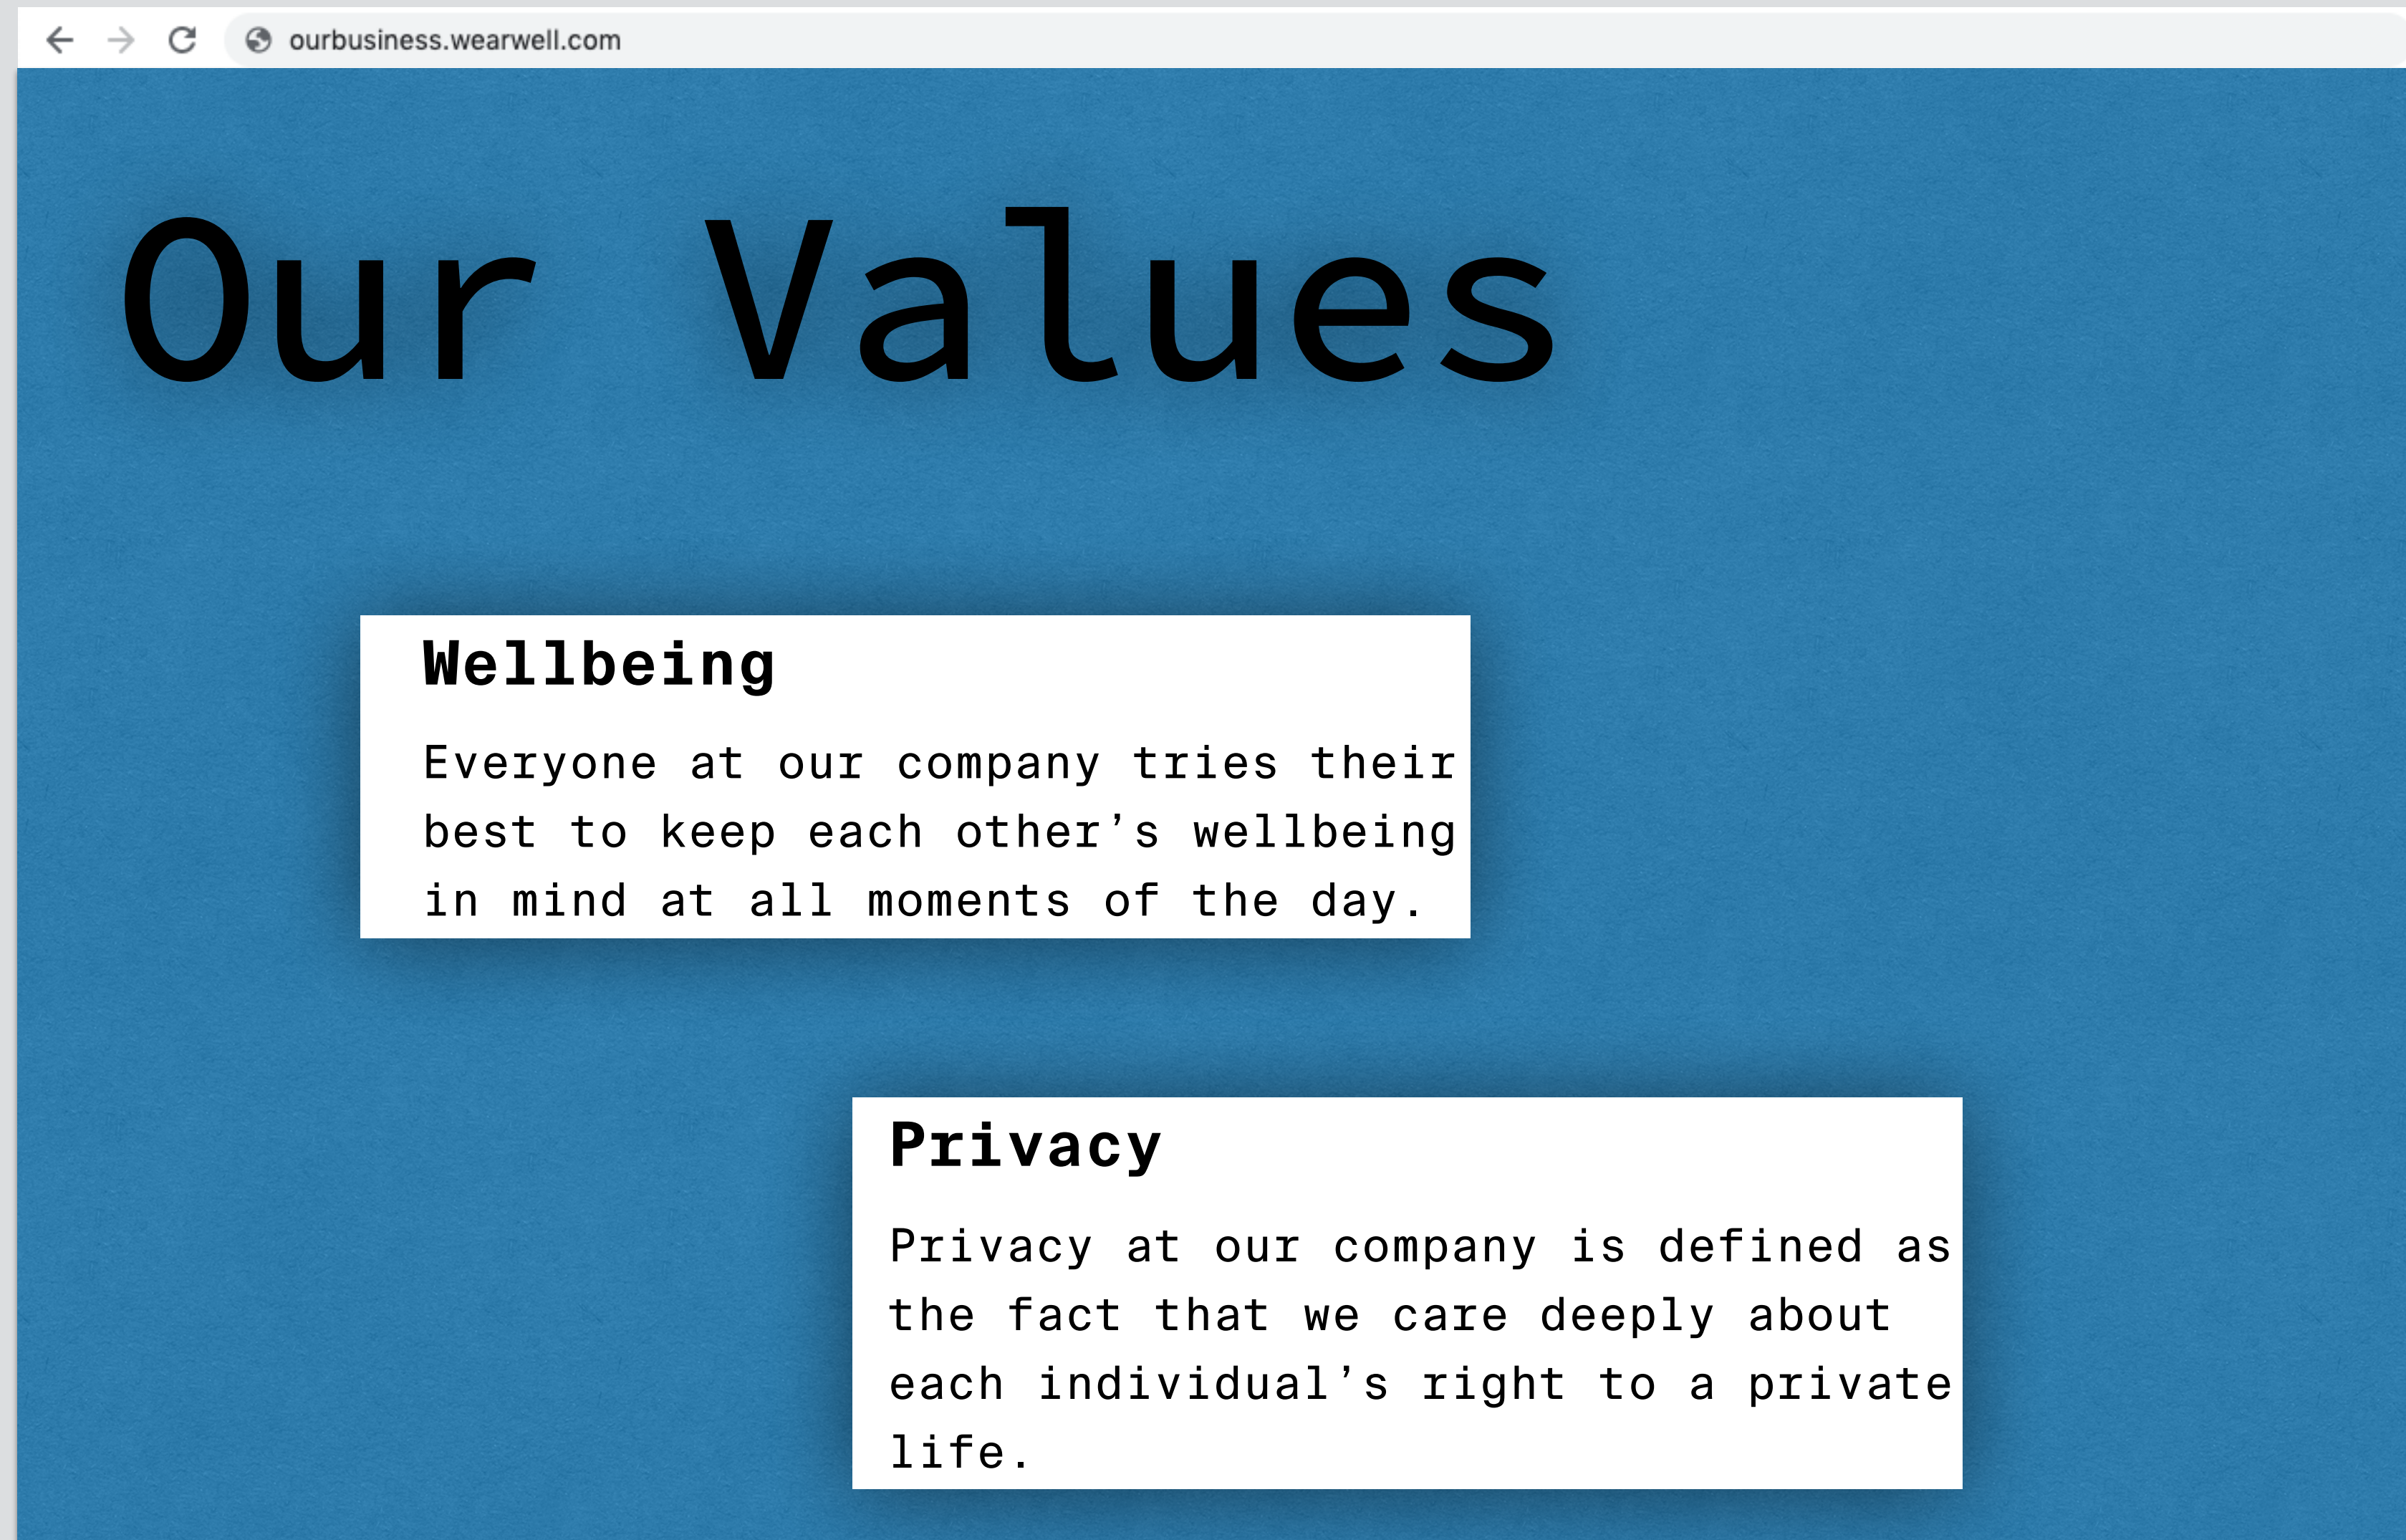 ourbusiness.wearwell.com
Our Values
Wellbeing
Everyone at our company tries their
best to keep each other’s wellbeing
in mind at all moments of the day.
Privacy
Privacy at our company is defined as
the fact that we care deeply about
each individual’s right to a private
life.